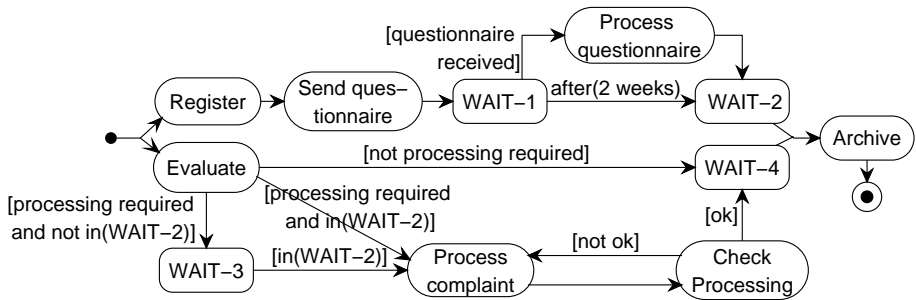 [questionnaire
received]
Process
questionnaire
Register
Send ques–
tionnaire
WAIT–1
after(2 weeks)
WAIT–2
Archive
Evaluate
[not processing required]
WAIT–4
[processing required
and not in(WAIT–2)]
[processing required
and in(WAIT–2)]
[ok]
WAIT–3
[in(WAIT–2)]
Process
complaint
[not ok]
Check
Processing